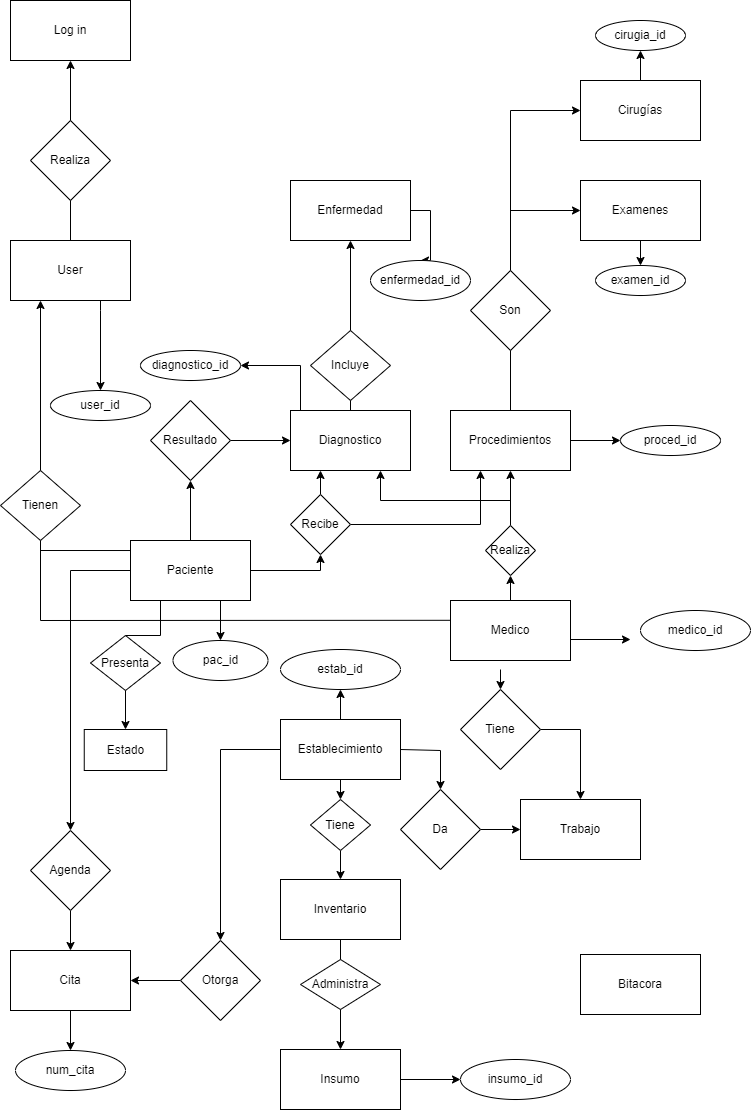 Log in
cirugia_id
Cirugías
Realiza
Enfermedad
Examenes
User
enfermedad_id
examen_id
Son
diagnostico_id
Incluye
user_id
Resultado
Diagnostico
Procedimientos
proced_id
Tienen
Recibe
Realiza
Paciente
Medico
medico_id
Presenta
pac_id
estab_id
Tiene
Estado
Establecimiento
Tiene
Da
Trabajo
Agenda
Inventario
Cita
Otorga
Administra
Bitacora
num_cita
Insumo
insumo_id